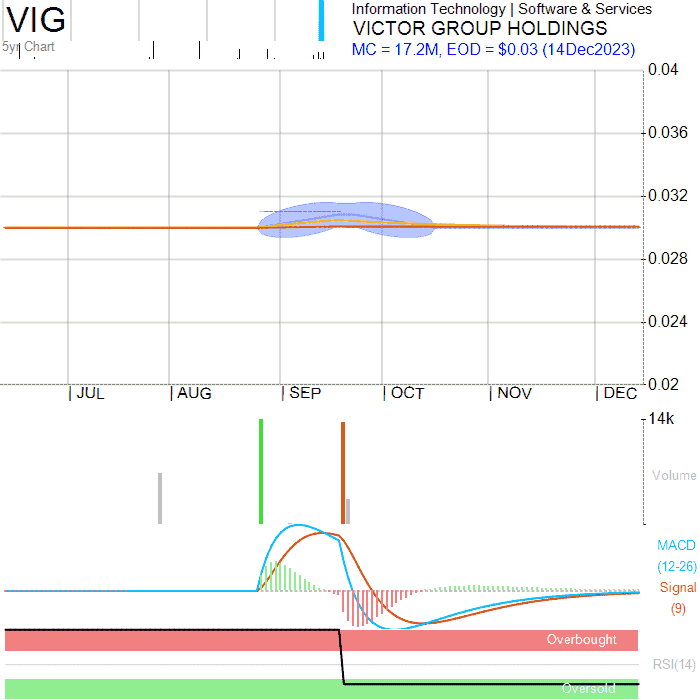 VIG
Information Technology | Software & Services
VICTOR GROUP HOLDINGS
5yr Chart
MC = 17.2M, EOD = $0.03 (14Dec2023)
0.04
0.036
0.032
0.028
0.024
0.02
| JUL | AUG | SEP | OCT | NOV | DEC
14k
Volume
MACD
(12-26)
Signal
(9)
Overbought
RSI(14)
Oversold